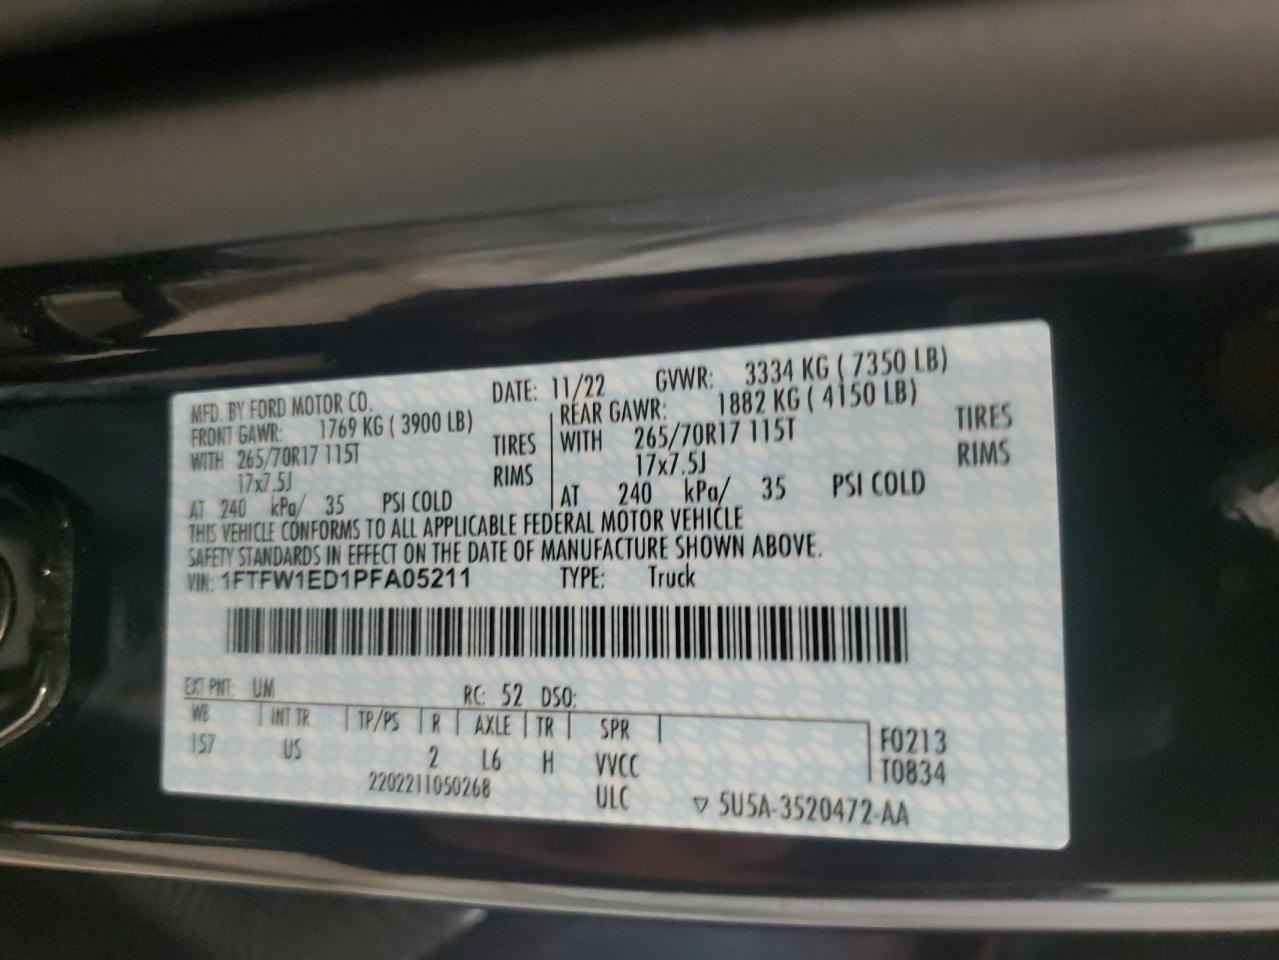 MFD. BY FORD MOTOR CO. DATE: 11/22 GVWR: 3334 KG ( 7350 LB)
FRONT GAWR: 1769 KG ( 3900 LB) REAR GAWR: 1882 KG ( 4150 LB)
WITH 265/70R17 115T TIRES WITH 265/70R17 115T TIRES
17x7.5J RIMS 17x7.5J RIMS
AT 240 kPa/ 35 PSI COLD AT 240 kPa/ 35 PSI COLD
THIS VEHICLE CONFORMS TO ALL APPLICABLE FEDERAL MOTOR VEHICLE
SAFETY STANDARDS IN EFFECT ON THE DATE OF MANUFACTURE SHOWN ABOVE.
VIN: 1FTFW1ED1PFA05211 TYPE: Truck
EXT PNT: UM RC: 52 DSO:
WB INT TR TP/PS R AXLE TR SPR F0213
157 US 2 L6 H VVCC T0834
2202211050268 ULC ▽ 5U5A-3520472-AA